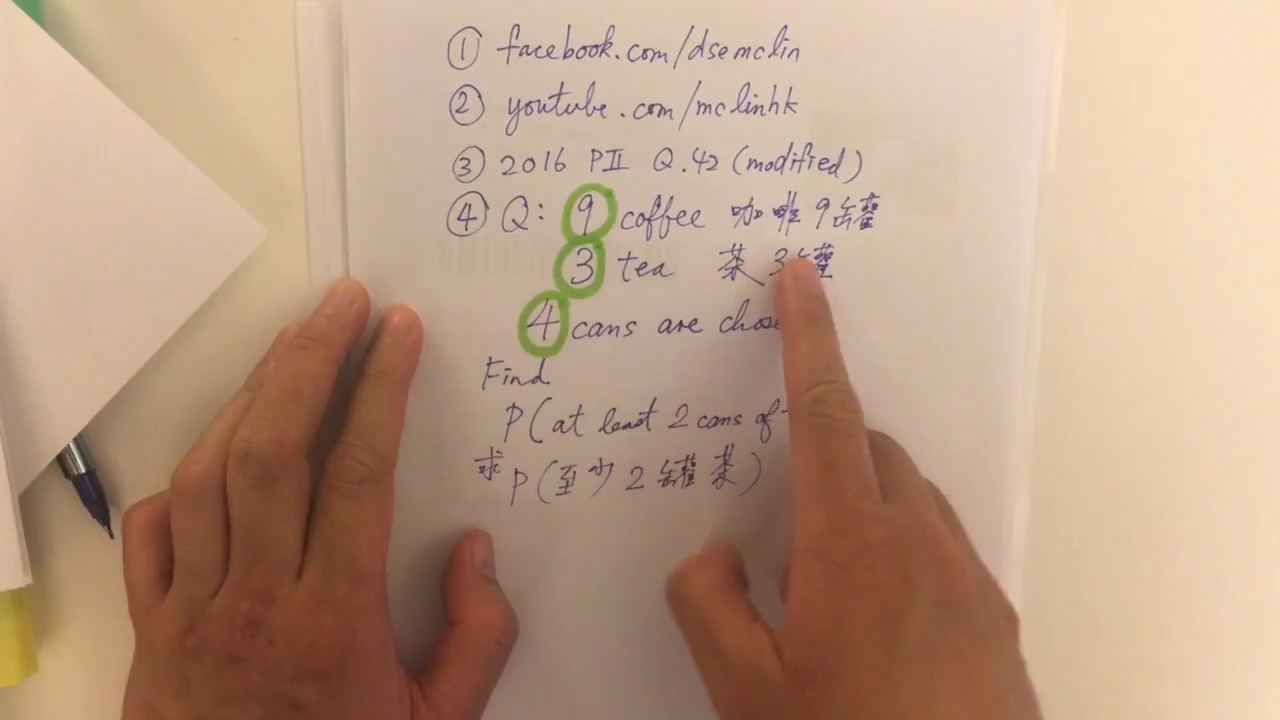 ① facebook.com/dsemclin
② youtube.com/mclinhk
③ 2016 PII Q.42 (modified)
④ Q: 9 coffee 咖啡 9罐
3 tea 茶 3罐
4 cans are
Find
P(at least 2 cans of
求 P(至少2罐茶)